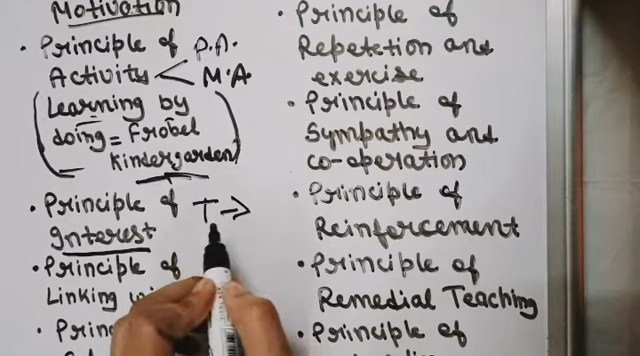 Motivation
• Principle of P.A.
Activity < M.A.
(Learning by
doing = Frobel
Kindergarden)
• Principle of T ⇒
Interest
• Principle of
Linking
• Prin
• Principle of
Repetetion and
exercise
• Principle of
Sympathy and
co-operation
• Principle of
Reinforcement
• Principle of
Remedial Teaching
• Principle of